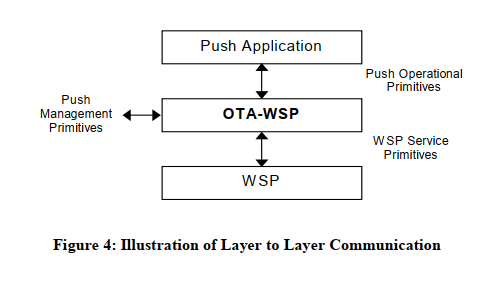 Push Application
Push Operational
Primitives
Push
Management
Primitives
OTA-WSP
WSP Service
Primitives
WSP
Figure 4: Illustration of Layer to Layer Communication